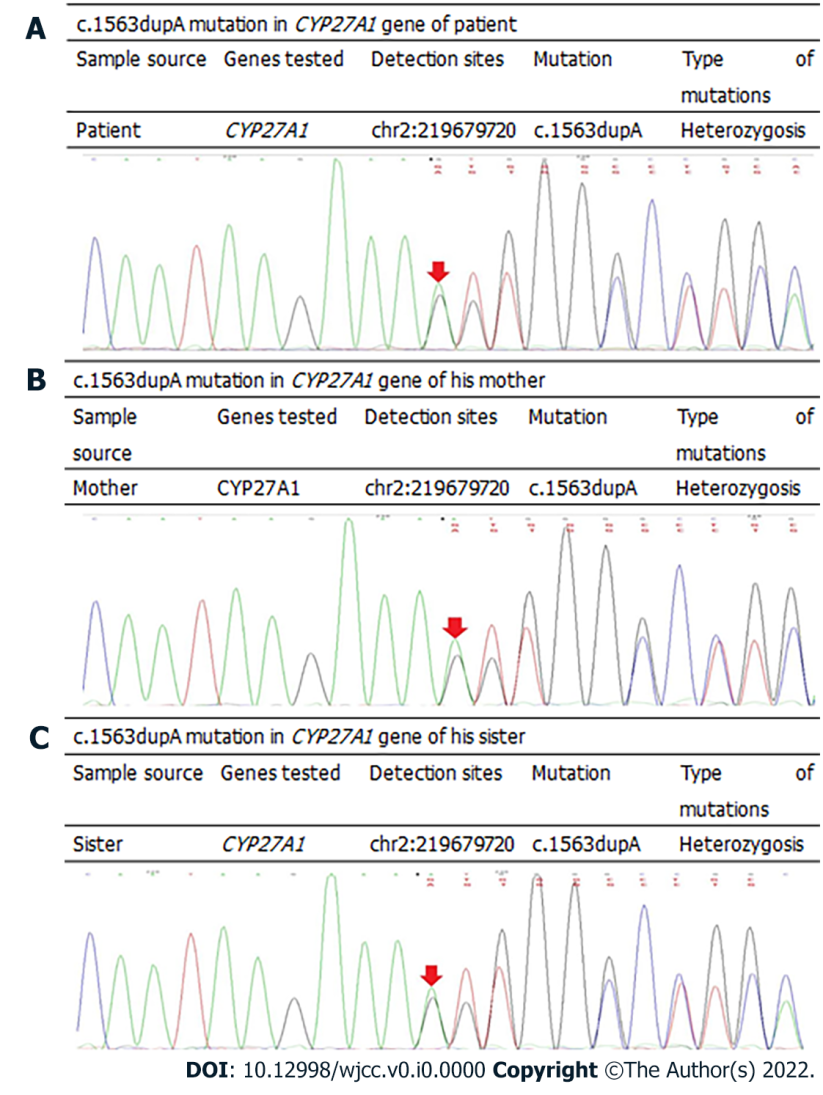 A
c.1563dupA mutation in CYP27A1 gene of patient
Sample source Genes tested Detection sites Mutation Type of
mutations
Patient CYP27A1 chr2:219679720 c.1563dupA Heterozygosis
B
c.1563dupA mutation in CYP27A1 gene of his mother
Sample Genes tested Detection sites Mutation Type of
source mutations
Mother CYP27A1 chr2:219679720 c.1563dupA Heterozygosis
C
c.1563dupA mutation in CYP27A1 gene of his sister
Sample source Genes tested Detection sites Mutation Type of
mutations
Sister CYP27A1 chr2:219679720 c.1563dupA Heterozygosis
DOI: 10.12998/wjcc.v0.i0.0000 Copyright ©The Author(s) 2022.